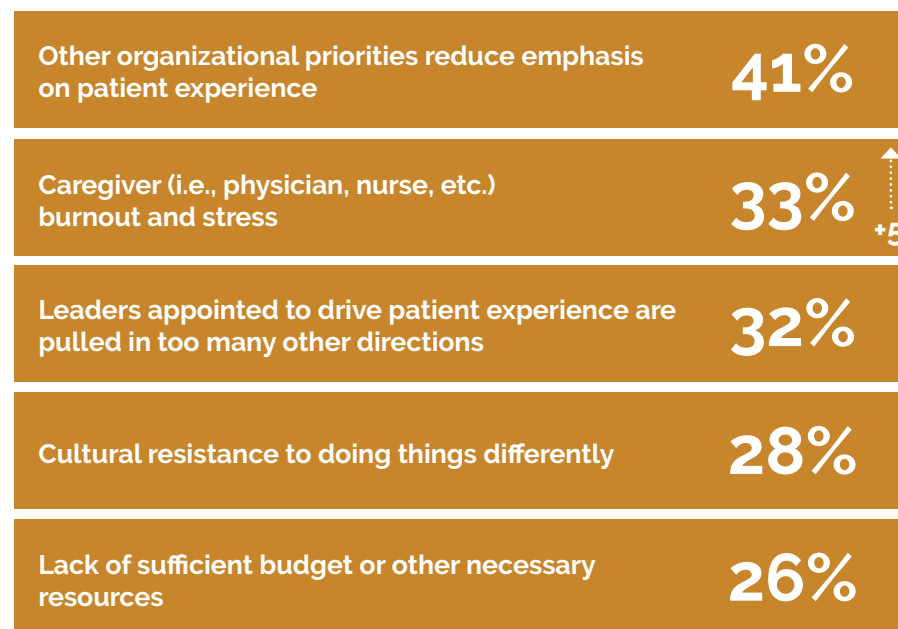 Other organizational priorities reduce emphasis
on patient experience
41%
Caregiver (i.e., physician, nurse, etc.)
burnout and stress
33%
+5
Leaders appointed to drive patient experience are
pulled in too many other directions
32%
Cultural resistance to doing things differently
28%
Lack of sufficient budget or other necessary
resources
26%